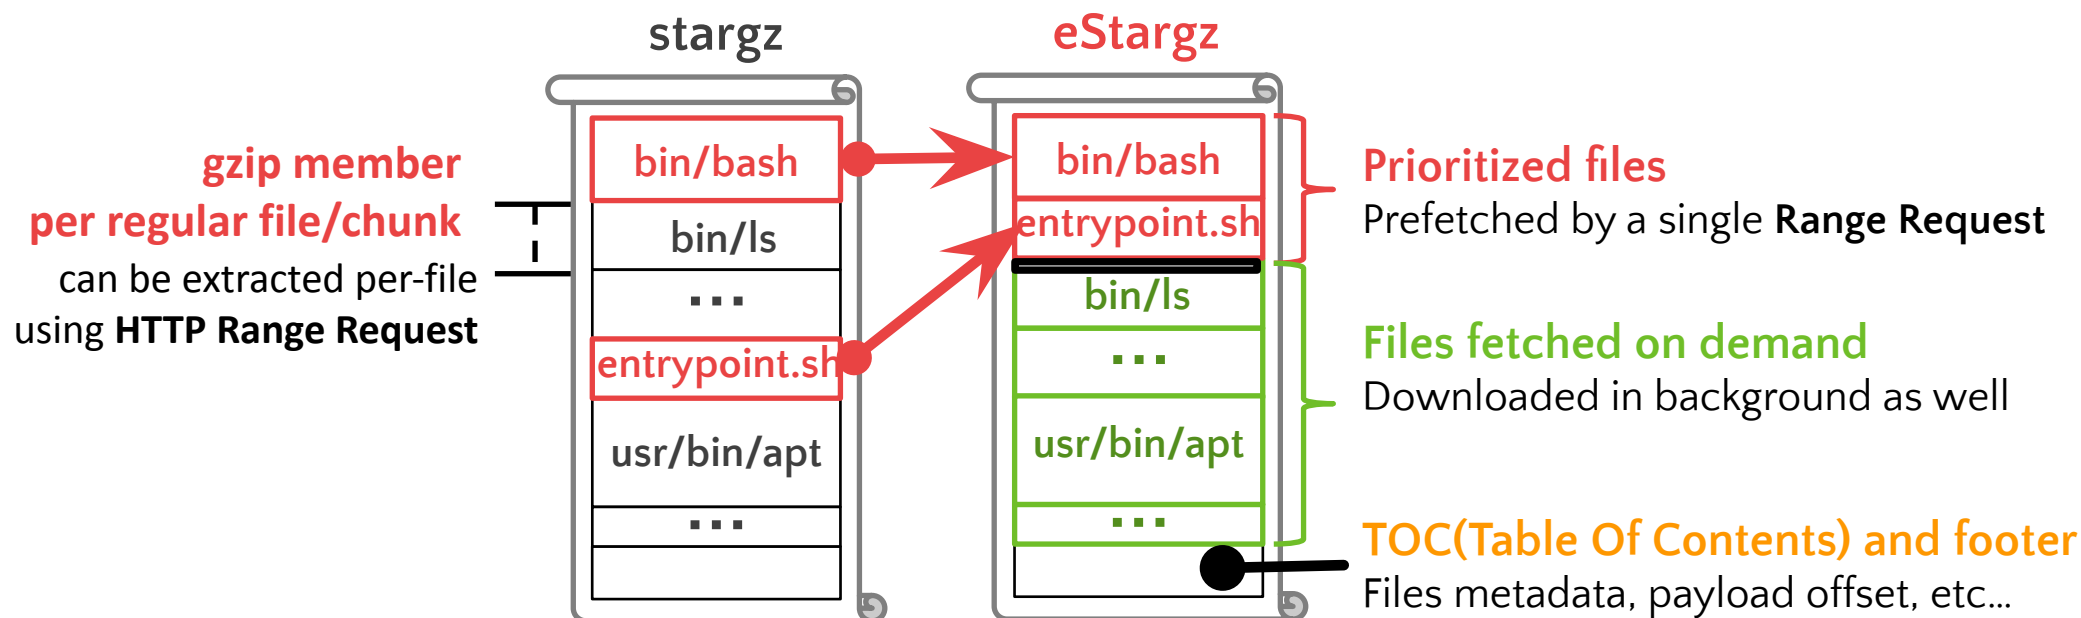 stargz
eStargz
gzip member
per regular file/chunk
can be extracted per-file
using HTTP Range Request
bin/bash
bin/ls
...
entrypoint.sh
usr/bin/apt
...
bin/bash
entrypoint.sh
bin/ls
...
usr/bin/apt
...
Prioritized files
Prefetched by a single Range Request
Files fetched on demand
Downloaded in background as well
TOC(Table Of Contents) and footer
Files metadata, payload offset, etc...